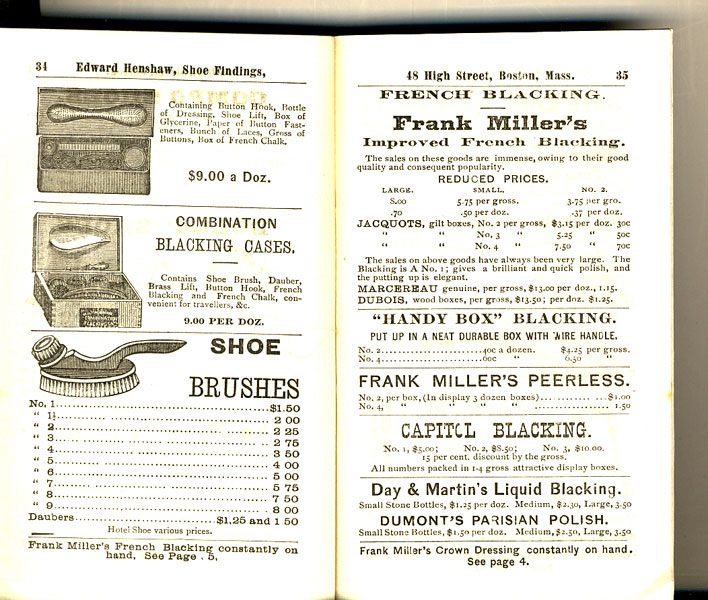 34 Edward Henshaw, Shoe Findings,
Containing Button Hook, Bottle
of Dressing, Shoe Lift, Box of
Glycerine, Paper of Button Fast-
eners, Bunch of Laces, Gross of
Buttons, Box of French Chalk.
$9.00 a Doz.
COMBINATION
BLACKING CASES.
Contains Shoe Brush, Dauber,
Brass Lift, Button Hook, French
Blacking and French Chalk, con-
venient for travellers, &c.
9.00 PER DOZ.
SHOE
BRUSHES
No. 1 $1.50
" 1½ 2 00
" 2 2 25
" 3 2 75
" 4 3 50
" 5 4 00
" 6 5 00
" 7 5 75
" 8 7 50
" 9 8 00
Daubers $1.25 and 1 50
Hotel Shoe various prices.
Frank Miller's French Blacking constantly on
hand. See Page . 5,
48 High Street, Boston, Mass. 35
FRENCH BLACKING.
Frank Miller's
Improved French Blacking.
The sales on these goods are immense, owing to their good
quality and consequent popularity.
REDUCED PRICES.
LARGE. SMALL. NO. 2.
8.00 5.75 per gross. 3.75 per gro.
.70 .50 per doz. .37 per doz.
JACQUOTS, gilt boxes, No. 2 per gross, $3.15 per doz. 30c
" " No. 3 " 5.25 " 50c
" " No. 4 " 7.50 " 70c
The sales on above goods have always been very large. The
Blacking is A No. 1; gives a brilliant and quick polish, and
the putting up is elegant.
MARCEREAU genuine, per gross, $13.00 per doz., 1.15.
DUBOIS, wood boxes, per gross, $13.50; per doz. $1.25.
"HANDY BOX" BLACKING.
PUT UP IN A NEAT DURABLE BOX WITH WIRE HANDLE.
No. 2 40c a dozen. $4.25 per gross.
No. 4 60c " 6.50 "
FRANK MILLER'S PEERLESS.
No. 2, per box, (In display 3 dozen boxes) $1.00
No. 4, " " " " 1.50
CAPITOL BLACKING.
No. 1, $5.00; No. 2, $8.50; No. 3, $10.00.
15 per cent. discount by the gross.
All numbers packed in 1-4 gross attractive display boxes.
Day & Martin's Liquid Blacking.
Small Stone Bottles, $1.25 per doz. Medium, $2.30, Large, 3.50
DUMONT'S PARISIAN POLISH.
Small Stone Bottles, $1.50 per doz. Medium, $2.50, Large, 3.50
Frank Miller's Crown Dressing constantly on hand.
See page 4.